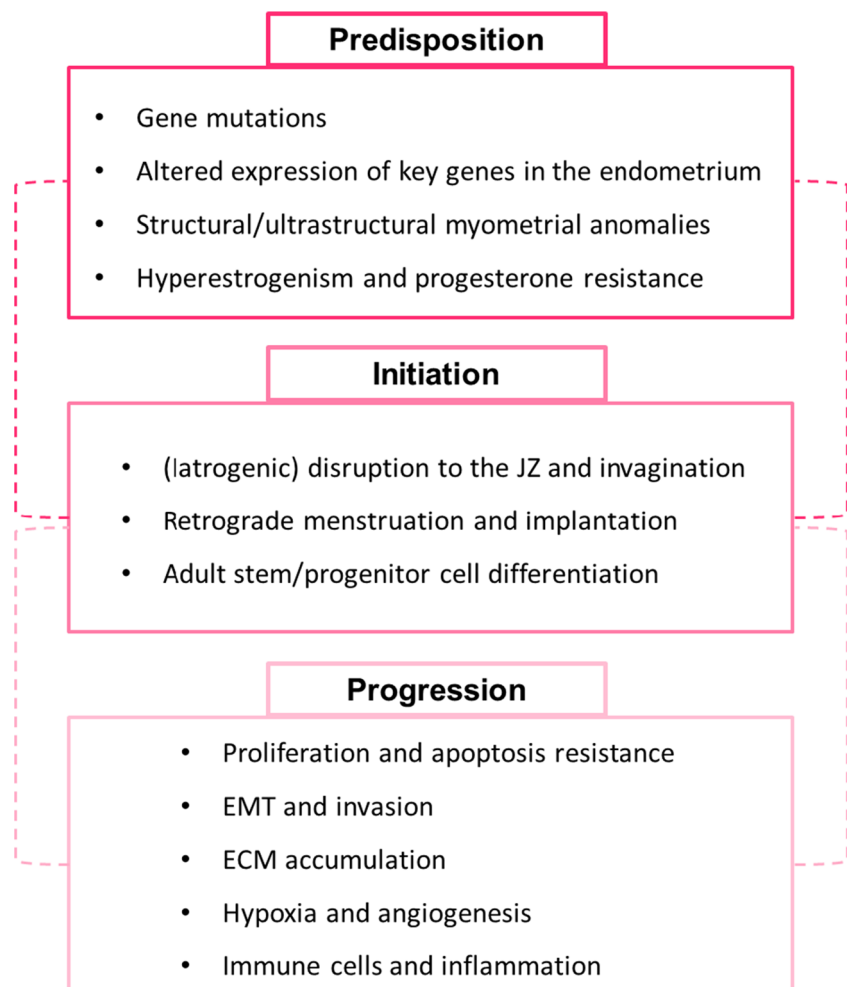 Predisposition
• Gene mutations
• Altered expression of key genes in the endometrium
• Structural/ultrastructural myometrial anomalies
• Hyperestrogenism and progesterone resistance
Initiation
• (Iatrogenic) disruption to the JZ and invagination
• Retrograde menstruation and implantation
• Adult stem/progenitor cell differentiation
Progression
• Proliferation and apoptosis resistance
• EMT and invasion
• ECM accumulation
• Hypoxia and angiogenesis
• Immune cells and inflammation